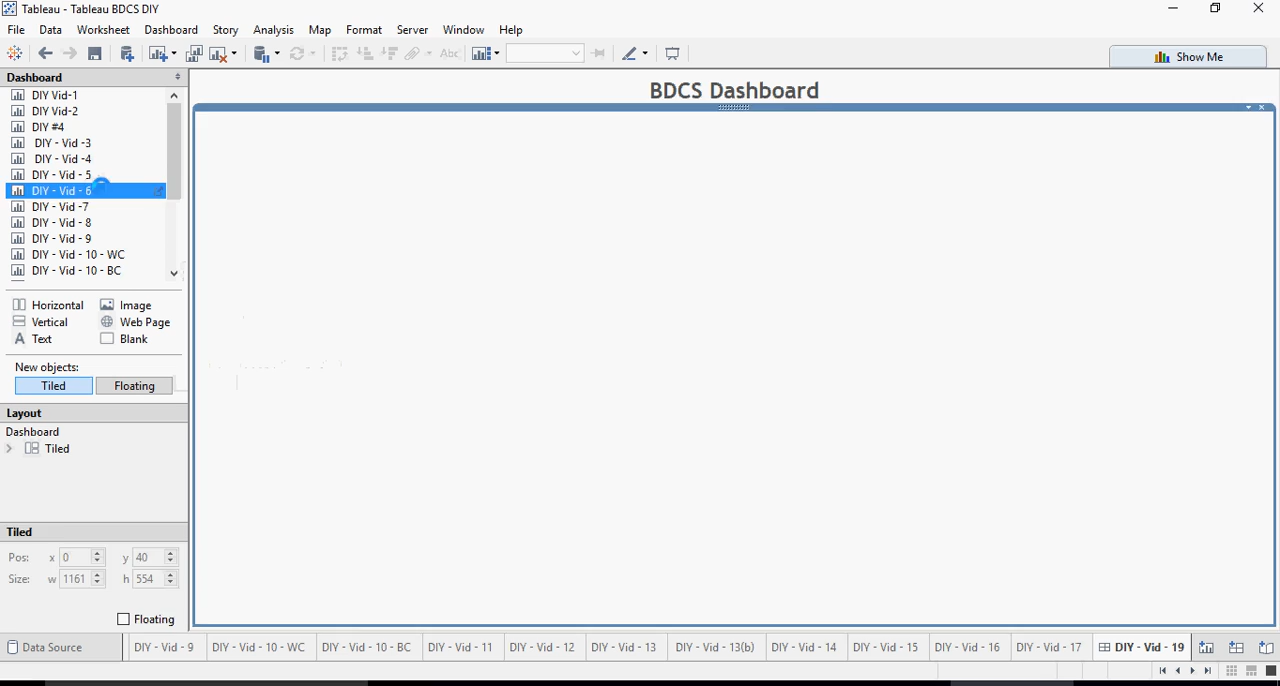 Tableau - Tableau BDCS DIY
File Data Worksheet Dashboard Story Analysis Map Format Server Window Help
Abc Show Me
Dashboard
BDCS Dashboard
DIY Vid-1
DIY Vid-2
DIY #4
DIY - Vid -3
DIY - Vid -4
DIY - Vid - 5
DIY - Vid - 6
DIY - Vid -7
DIY - Vid - 8
DIY - Vid - 9
DIY - Vid - 10 - WC
DIY - Vid - 10 - BC
Horizontal Image
Vertical Web Page
A Text Blank
New objects:
Tiled Floating
Layout
Dashboard
Tiled
Tiled
Pos: x 0 y 40
Size: w 1161 h 554
Floating
Data Source DIY - Vid - 9 DIY - Vid - 10 - WC DIY - Vid - 10 - BC DIY - Vid - 11 DIY - Vid - 12 DIY - Vid - 13 DIY - Vid - 13(b) DIY - Vid - 14 DIY - Vid - 15 DIY - Vid - 16 DIY - Vid - 17 DIY - Vid - 19